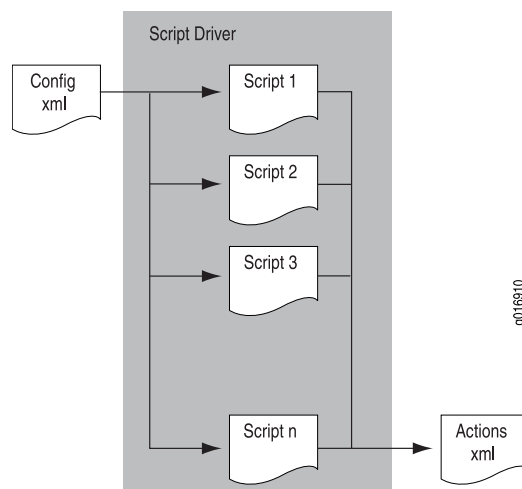 Script Driver
Config
xml
Script 1
Script 2
Script 3
Script n
Actions
xml
g016910